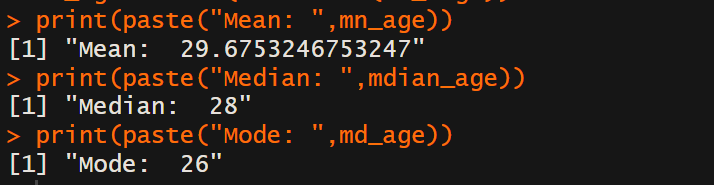 > print(paste("Mean: ",mn_age))
[1] "Mean:  29.6753246753247"
> print(paste("Median: ",mdian_age))
[1] "Median:  28"
> print(paste("Mode: ",md_age))
[1] "Mode:  26"